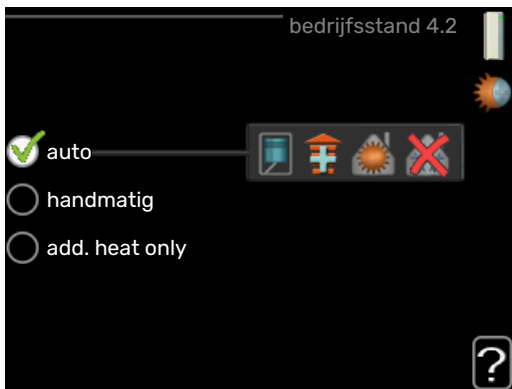 bedrijfsstand 4.2
auto
handmatig
add. heat only
?